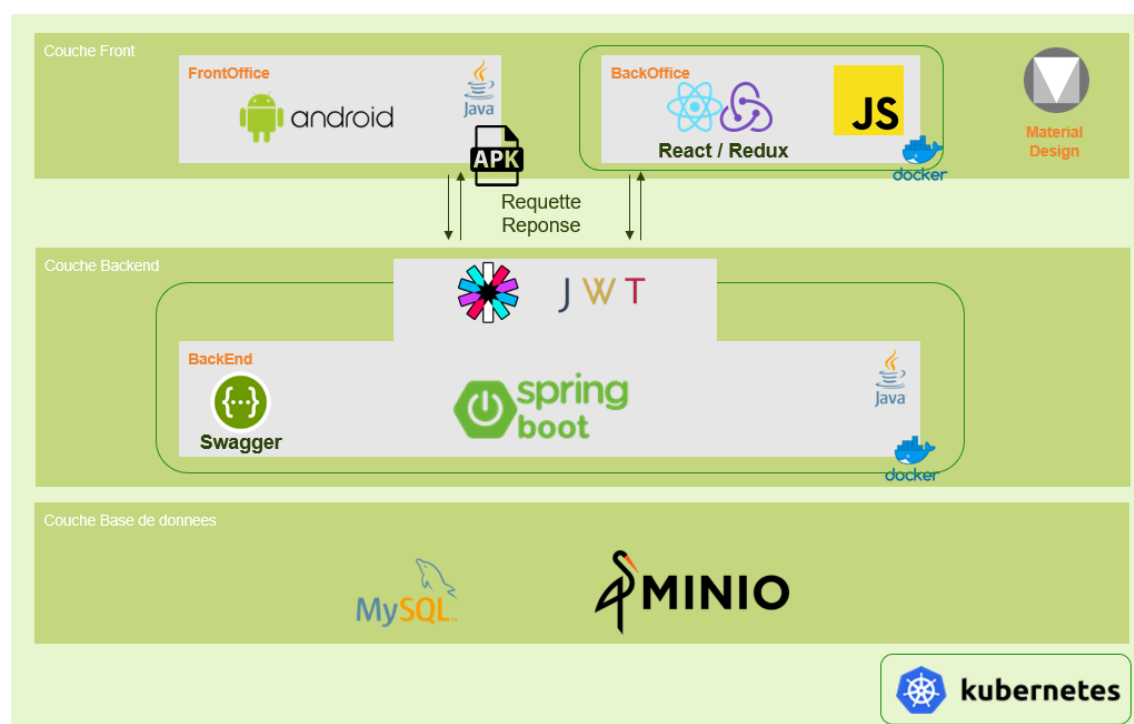 Couche Front
FrontOffice
android
Java
APK
BackOffice
JS
React / Redux
docker
Material
Design
Requette
Reponse
Couche Backend
JWT
BackEnd
{...}
Swagger
spring
boot
Java
docker
Couche Base de donnees
MySQL
MINIO
kubernetes